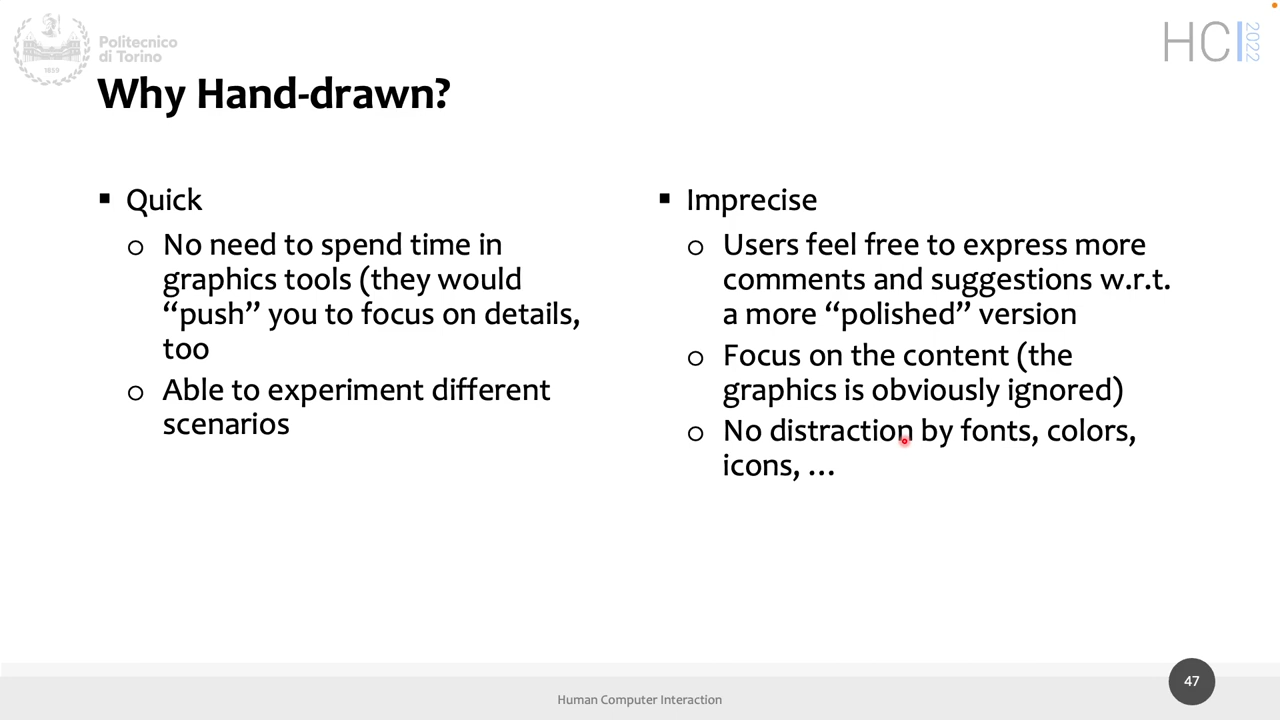 Politecnico
di Torino
1859
HCI 2022
Why Hand-drawn?
Quick
No need to spend time in
graphics tools (they would
“push” you to focus on details,
too
Able to experiment different
scenarios
Imprecise
Users feel free to express more
comments and suggestions w.r.t.
a more “polished” version
Focus on the content (the
graphics is obviously ignored)
No distraction by fonts, colors,
icons, …
Human Computer Interaction
47